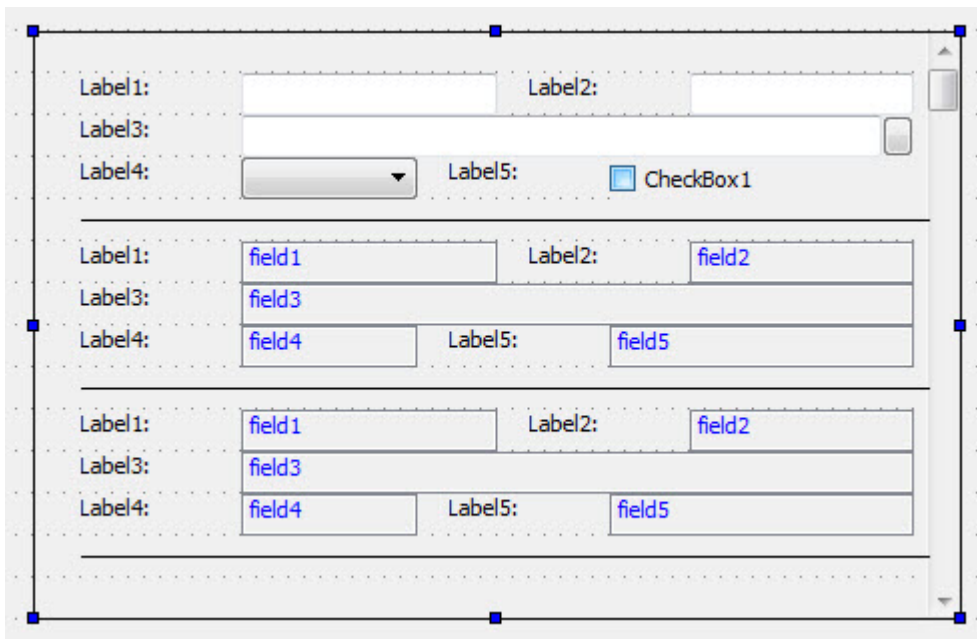 Label1: Label2:
Label3:
Label4: Label5: CheckBox1
Label1: field1 Label2: field2
Label3: field3
Label4: field4 Label5: field5
Label1: field1 Label2: field2
Label3: field3
Label4: field4 Label5: field5